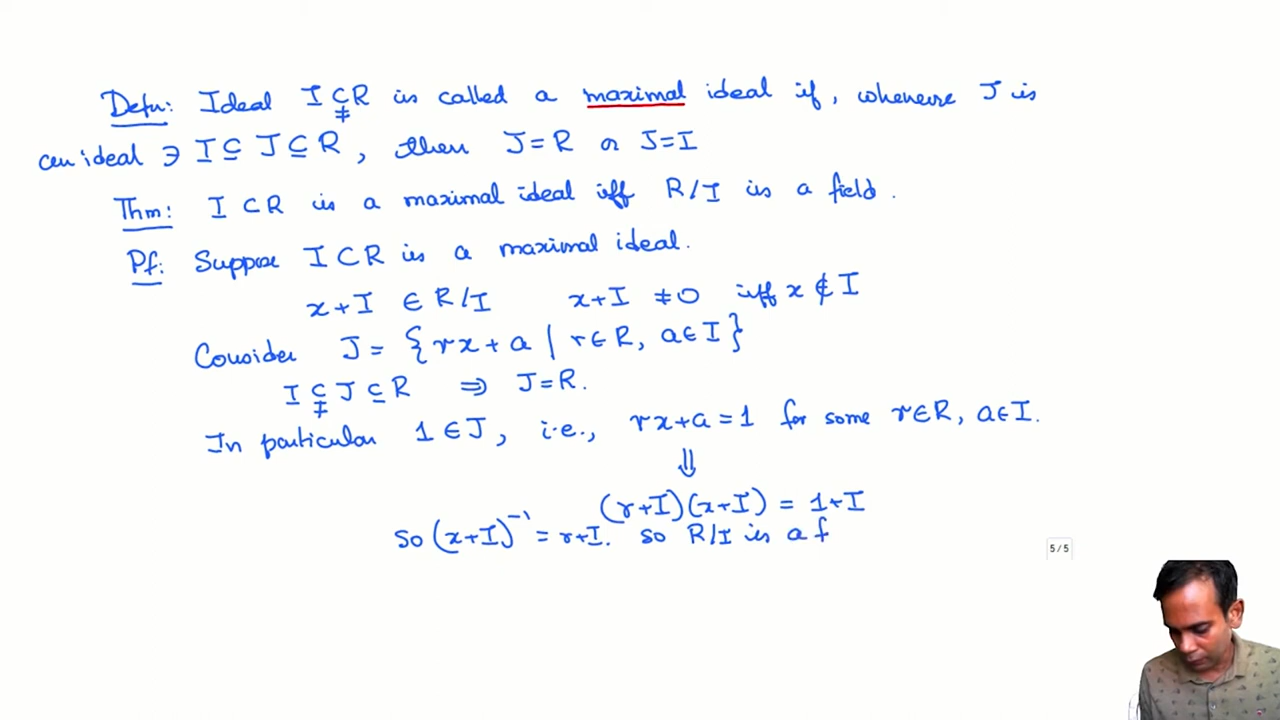 Defn: Ideal I ⊊ R is called a maximal ideal if, whenever J is
an ideal ∋ I ⊆ J ⊆ R, then J=R or J=I
Thm: I ⊂ R is a maximal ideal iff R/I is a field.
Pf: Suppose I ⊂ R is a maximal ideal.
x+I ∈ R/I x+I ≠0 iff x ∉ I
Consider J = {rx+a | r∈R, a∈I}
I ⊊ J ⊆ R ⇒ J=R.
In particular 1∈J, i.e., rx+a=1 for some r∈R, a∈I.
⇓
(r+I)(x+I) = 1+I
So (x+I)⁻¹ = r+I. So R/I is a f
5/5